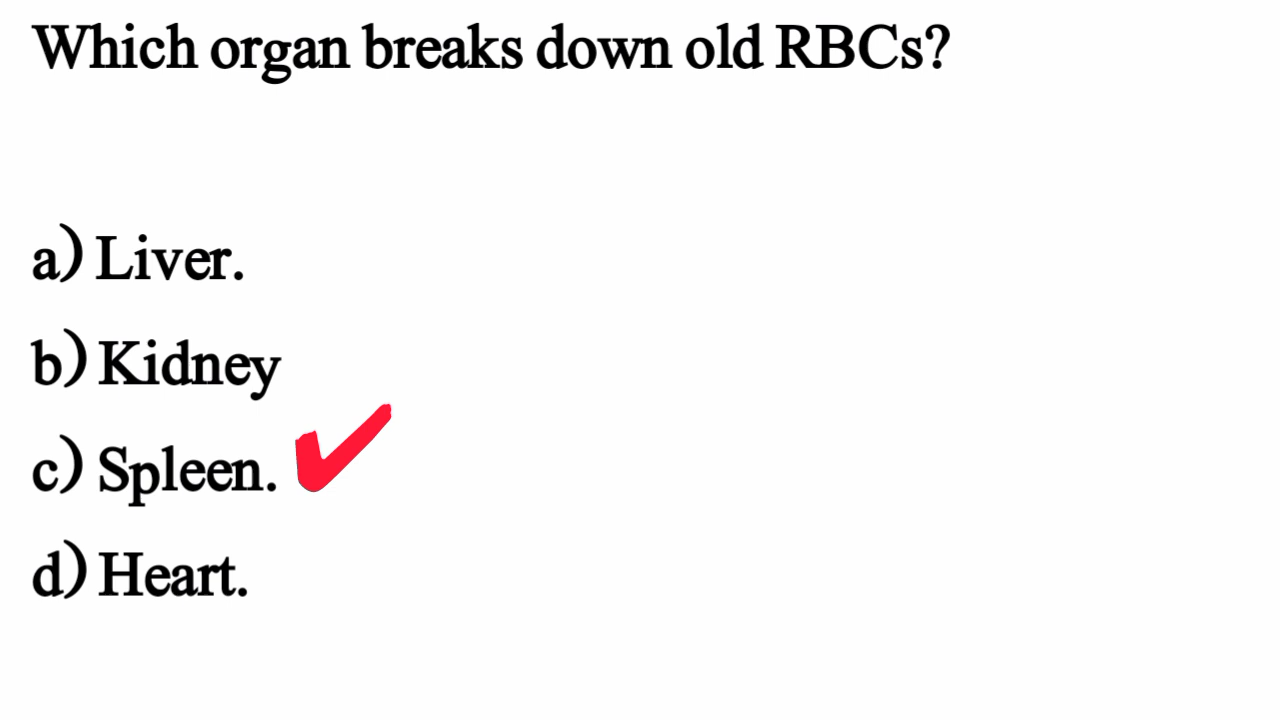 Which organ breaks down old RBCs?
a) Liver.
b) Kidney
c) Spleen.
d) Heart.